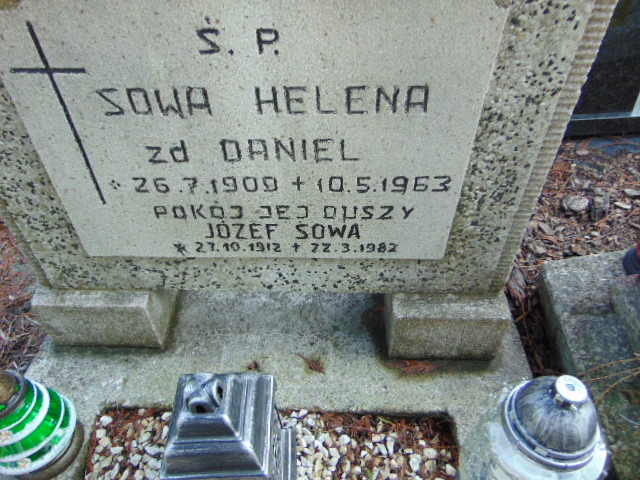 Ś. P.
SOWA HELENA
zd DANIEL
* 26.7.1909 + 10.5.1963
POKÓJ JEJ DUSZY
JÓZEF SOWA
* 27.10.1912 + 22.3.1982